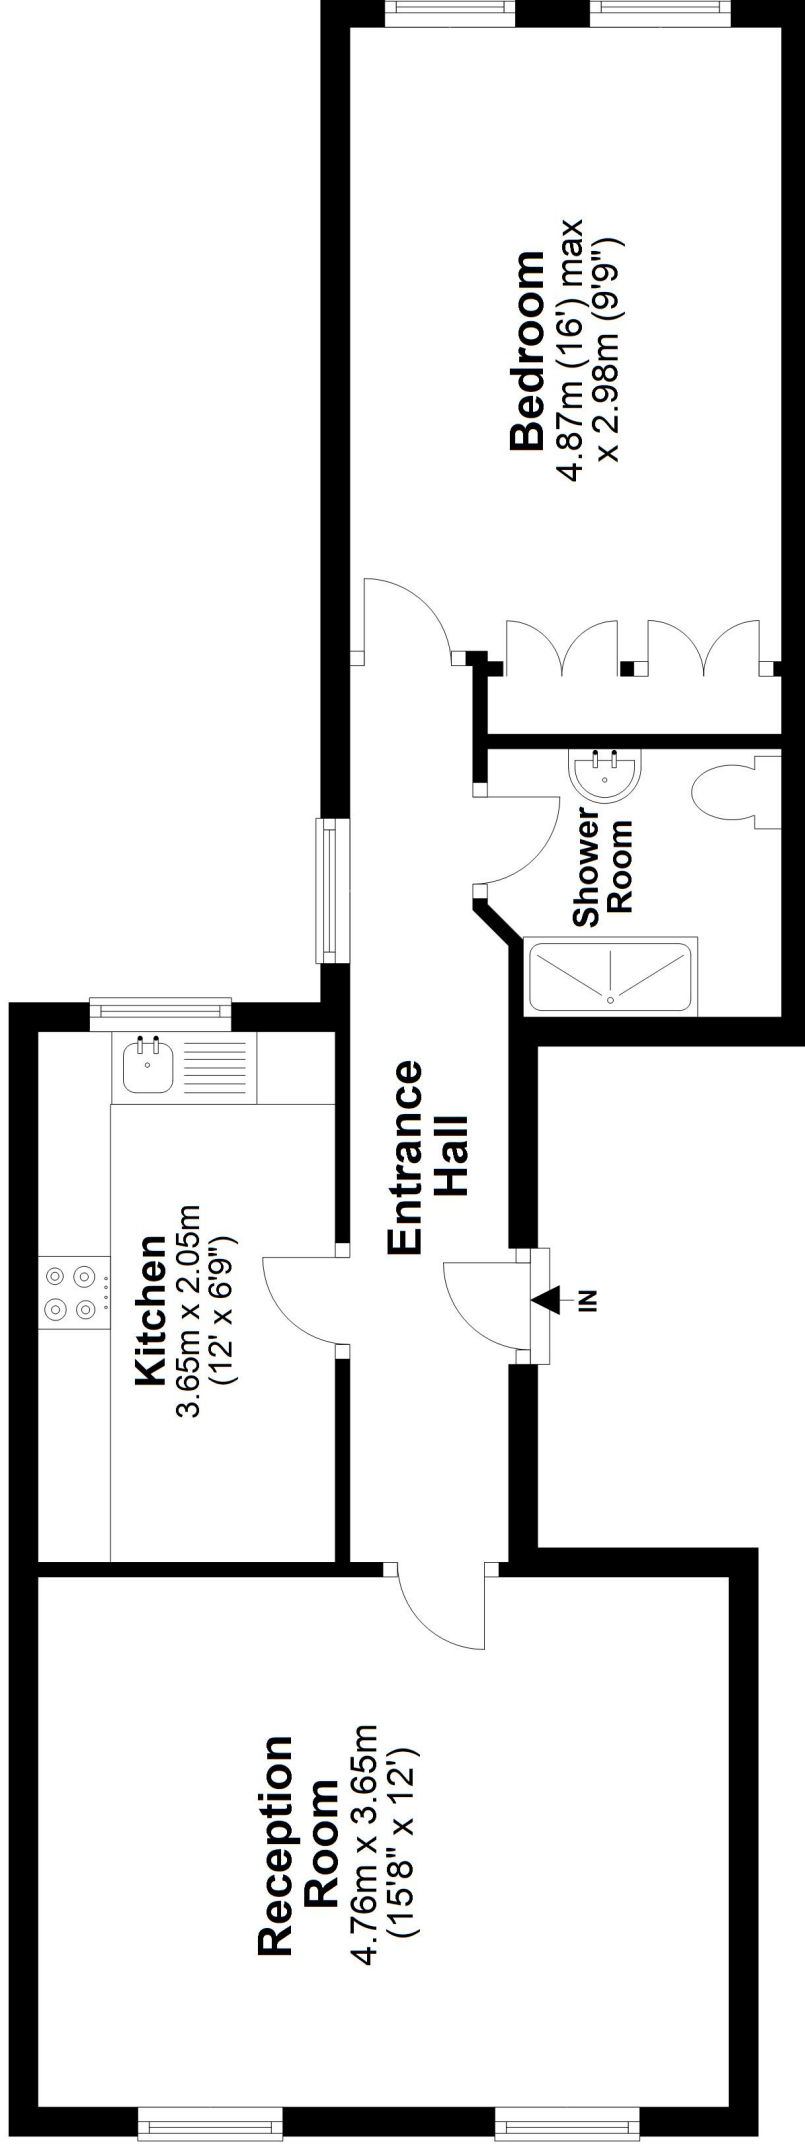 Reception
Room
4.76m x 3.65m
(15'8" x 12')
Kitchen
3.65m x 2.05m
(12' x 6'9")
Entrance
Hall
IN
Shower
Room
Bedroom
4.87m (16') max
x 2.98m (9'9")